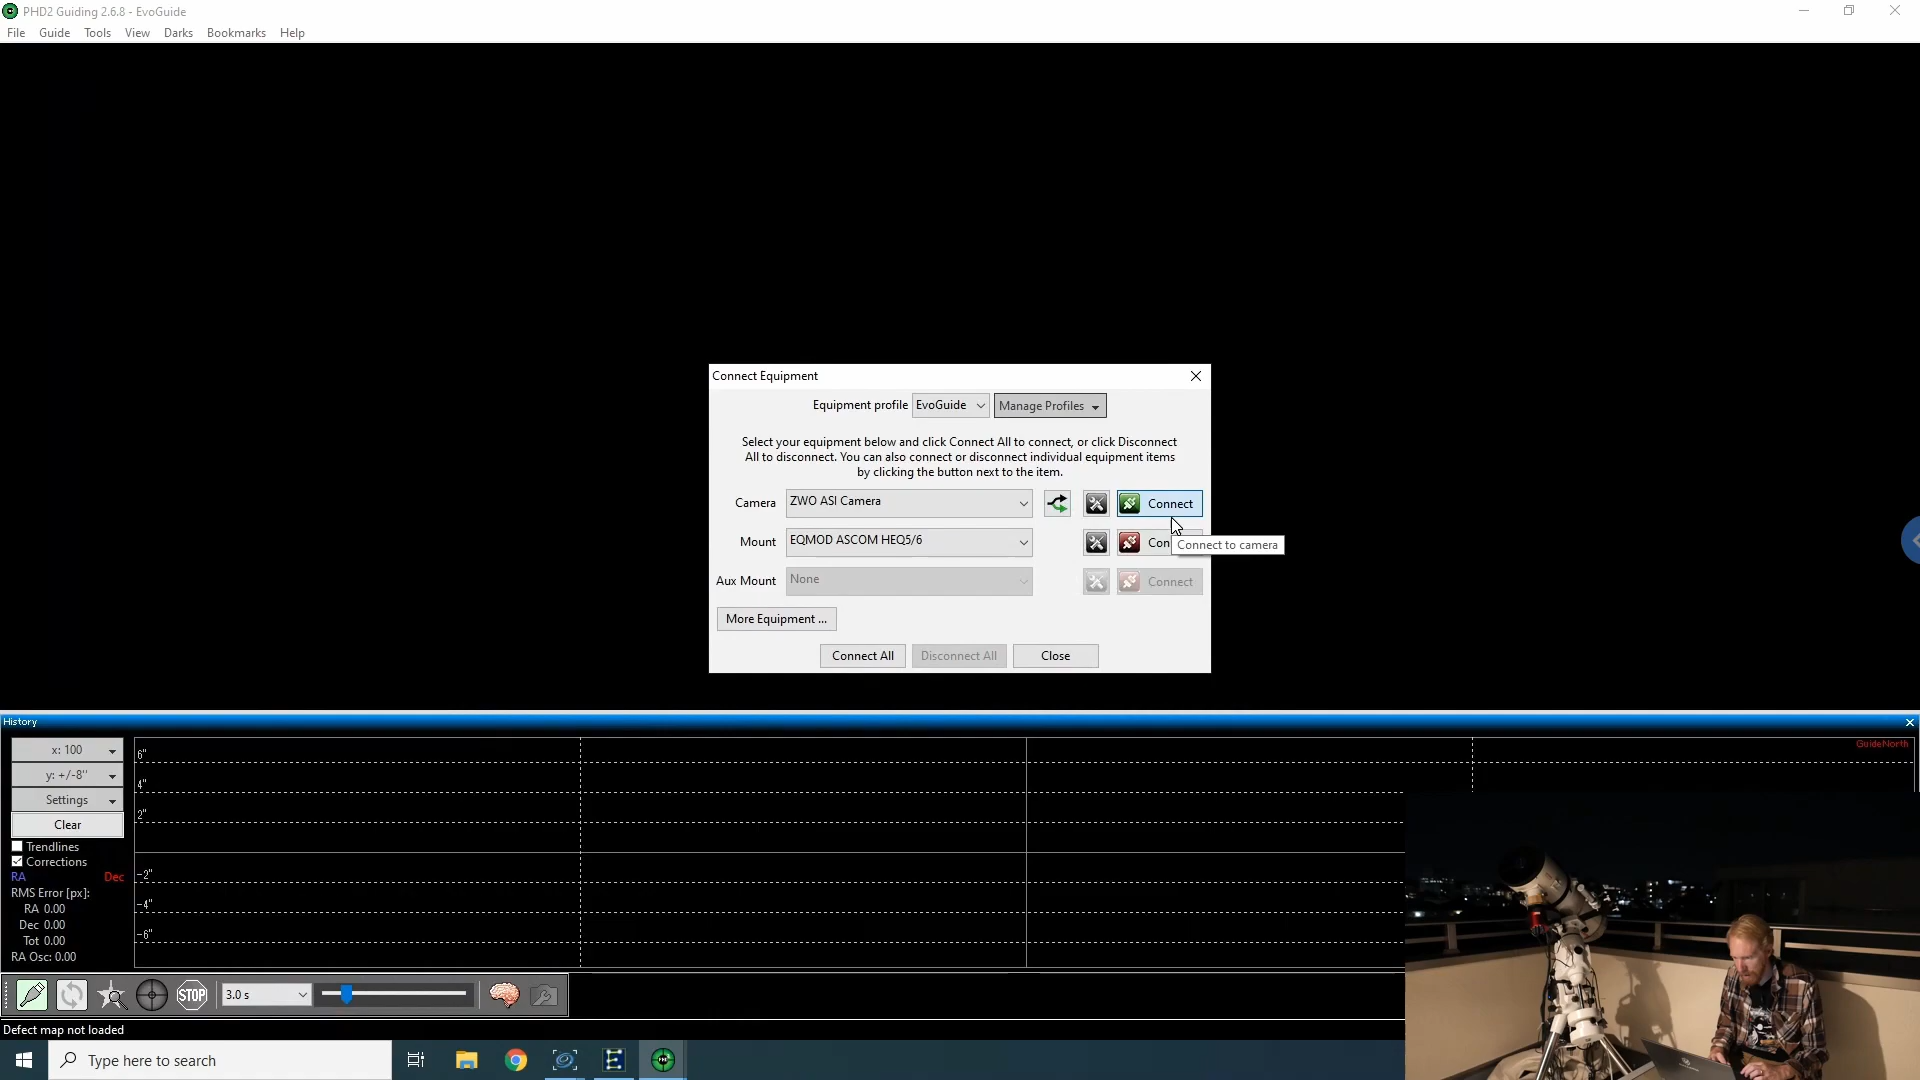 PHD2 Guiding 2.6.8 - EvoGuide
File Guide Tools View Darks Bookmarks Help
Connect Equipment
Equipment profile EvoGuide Manage Profiles
Select your equipment below and click Connect All to connect, or click Disconnect
All to disconnect. You can also connect or disconnect individual equipment items
by clicking the button next to the item.
Camera ZWO ASI Camera Connect
Mount EQMOD ASCOM HEQ5/6 Con
Connect to camera
Aux Mount None Connect
More Equipment ...
Connect All Disconnect All Close
History
x: 100
y: +/-8"
Settings
Clear
Trendlines
Corrections
RA Dec
RMS Error [px]:
RA 0.00
Dec 0.00
Tot 0.00
RA Osc: 0.00
6"
4"
2"
-2"
-4"
-6"
GuideNorth
STOP
3.0 s
Defect map not loaded
Type here to search